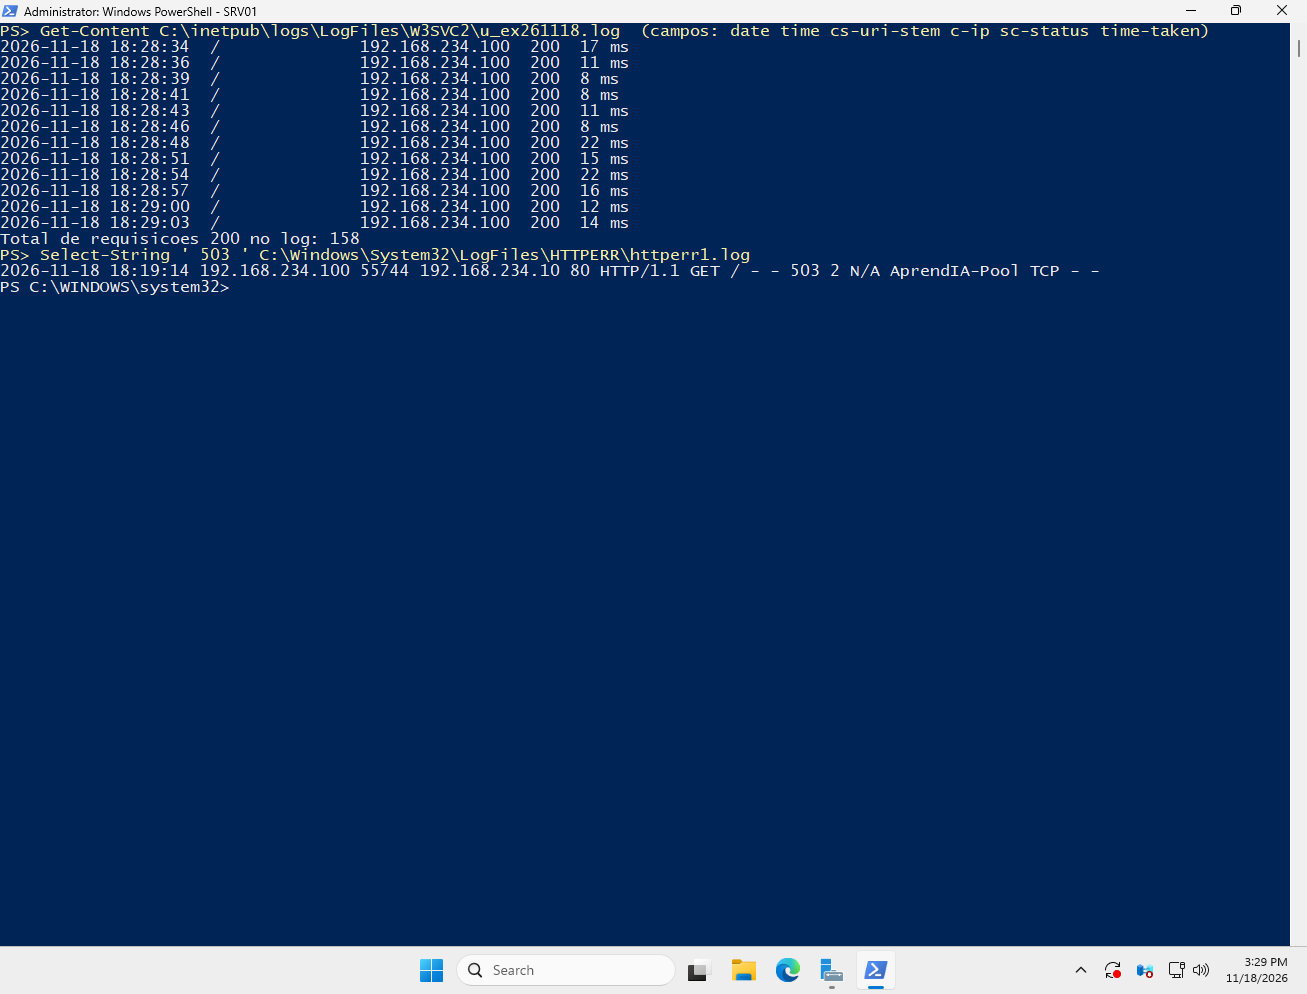 Administrator: Windows PowerShell - SRV01
PS> Get-Content C:\inetpub\logs\LogFiles\W3SVC2\u_ex261118.log  (campos: date time cs-uri-stem c-ip sc-status time-taken)
2026-11-18 18:28:34  /              192.168.234.100  200  17 ms
2026-11-18 18:28:36  /              192.168.234.100  200  11 ms
2026-11-18 18:28:39  /              192.168.234.100  200  8 ms
2026-11-18 18:28:41  /              192.168.234.100  200  8 ms
2026-11-18 18:28:43  /              192.168.234.100  200  11 ms
2026-11-18 18:28:46  /              192.168.234.100  200  8 ms
2026-11-18 18:28:48  /              192.168.234.100  200  22 ms
2026-11-18 18:28:51  /              192.168.234.100  200  15 ms
2026-11-18 18:28:54  /              192.168.234.100  200  22 ms
2026-11-18 18:28:57  /              192.168.234.100  200  16 ms
2026-11-18 18:29:00  /              192.168.234.100  200  12 ms
2026-11-18 18:29:03  /              192.168.234.100  200  14 ms
Total de requisicoes 200 no log: 158
PS> Select-String ' 503 ' C:\Windows\System32\LogFiles\HTTPERR\httperr1.log
2026-11-18 18:19:14 192.168.234.100 55744 192.168.234.10 80 HTTP/1.1 GET / - - 503 2 N/A AprendIA-Pool TCP - -
PS C:\WINDOWS\system32>
Search
3:29 PM
11/18/2026